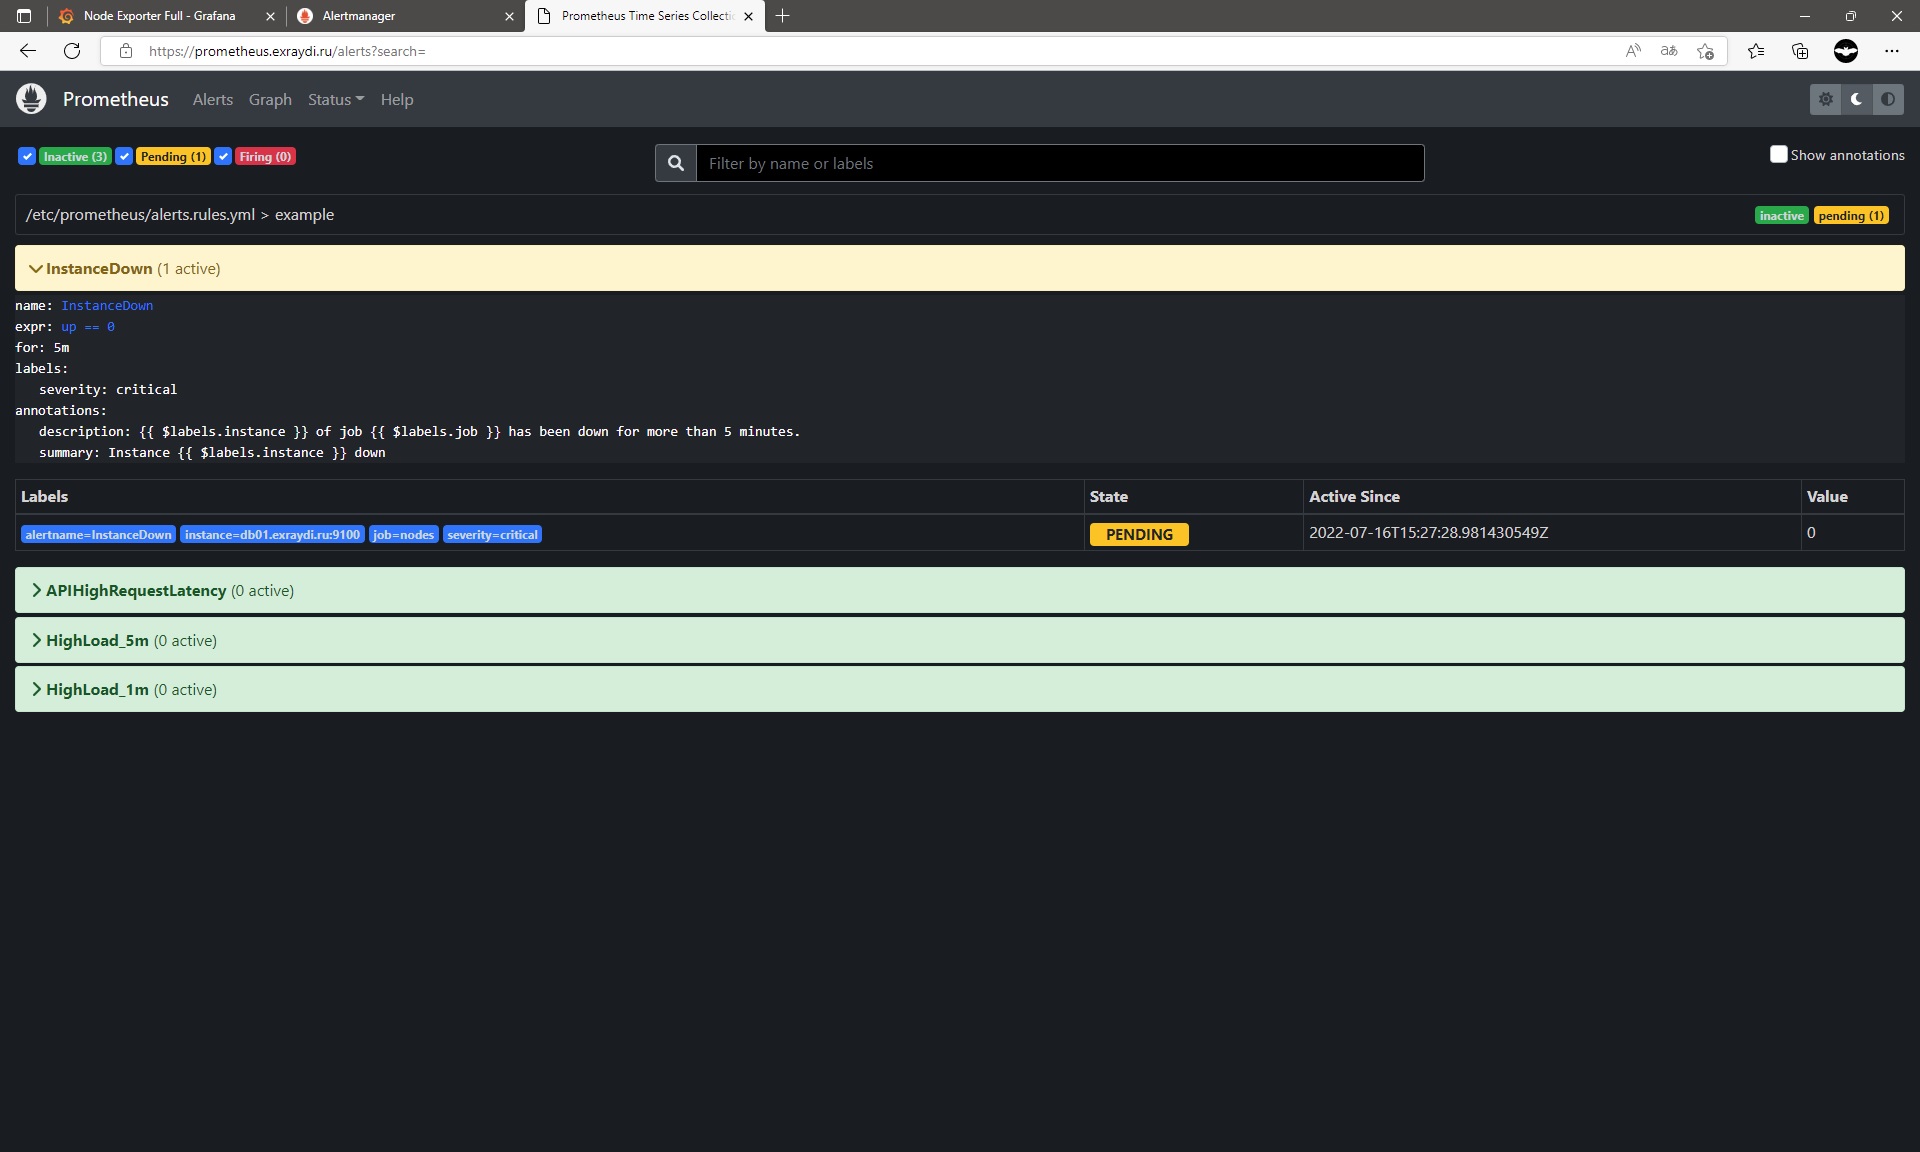 Node Exporter Full - Grafana
Alertmanager
Prometheus Time Series Collecti
https://prometheus.exraydi.ru/alerts?search=
Prometheus Alerts Graph Status Help
Inactive (3) Pending (1) Firing (0)
Filter by name or labels
Show annotations
/etc/prometheus/alerts.rules.yml > example
inactive pending (1)
InstanceDown (1 active)
name: InstanceDown
expr: up == 0
for: 5m
labels:
severity: critical
annotations:
description: {{ $labels.instance }} of job {{ $labels.job }} has been down for more than 5 minutes.
summary: Instance {{ $labels.instance }} down
Labels State Active Since Value
alertname=InstanceDown instance=db01.exraydi.ru:9100 job=nodes severity=critical PENDING 2022-07-16T15:27:28.981430549Z 0
APIHighRequestLatency (0 active)
HighLoad_5m (0 active)
HighLoad_1m (0 active)